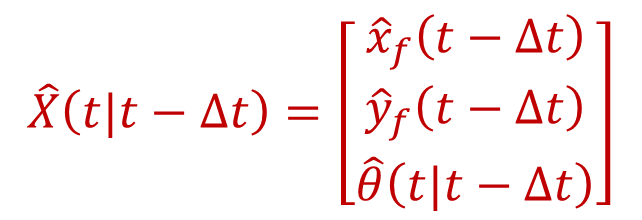 x̂_f(t − Δt)
X̂(t|t − Δt) = [ŷ_f(t − Δt)]
θ̂(t|t − Δt)